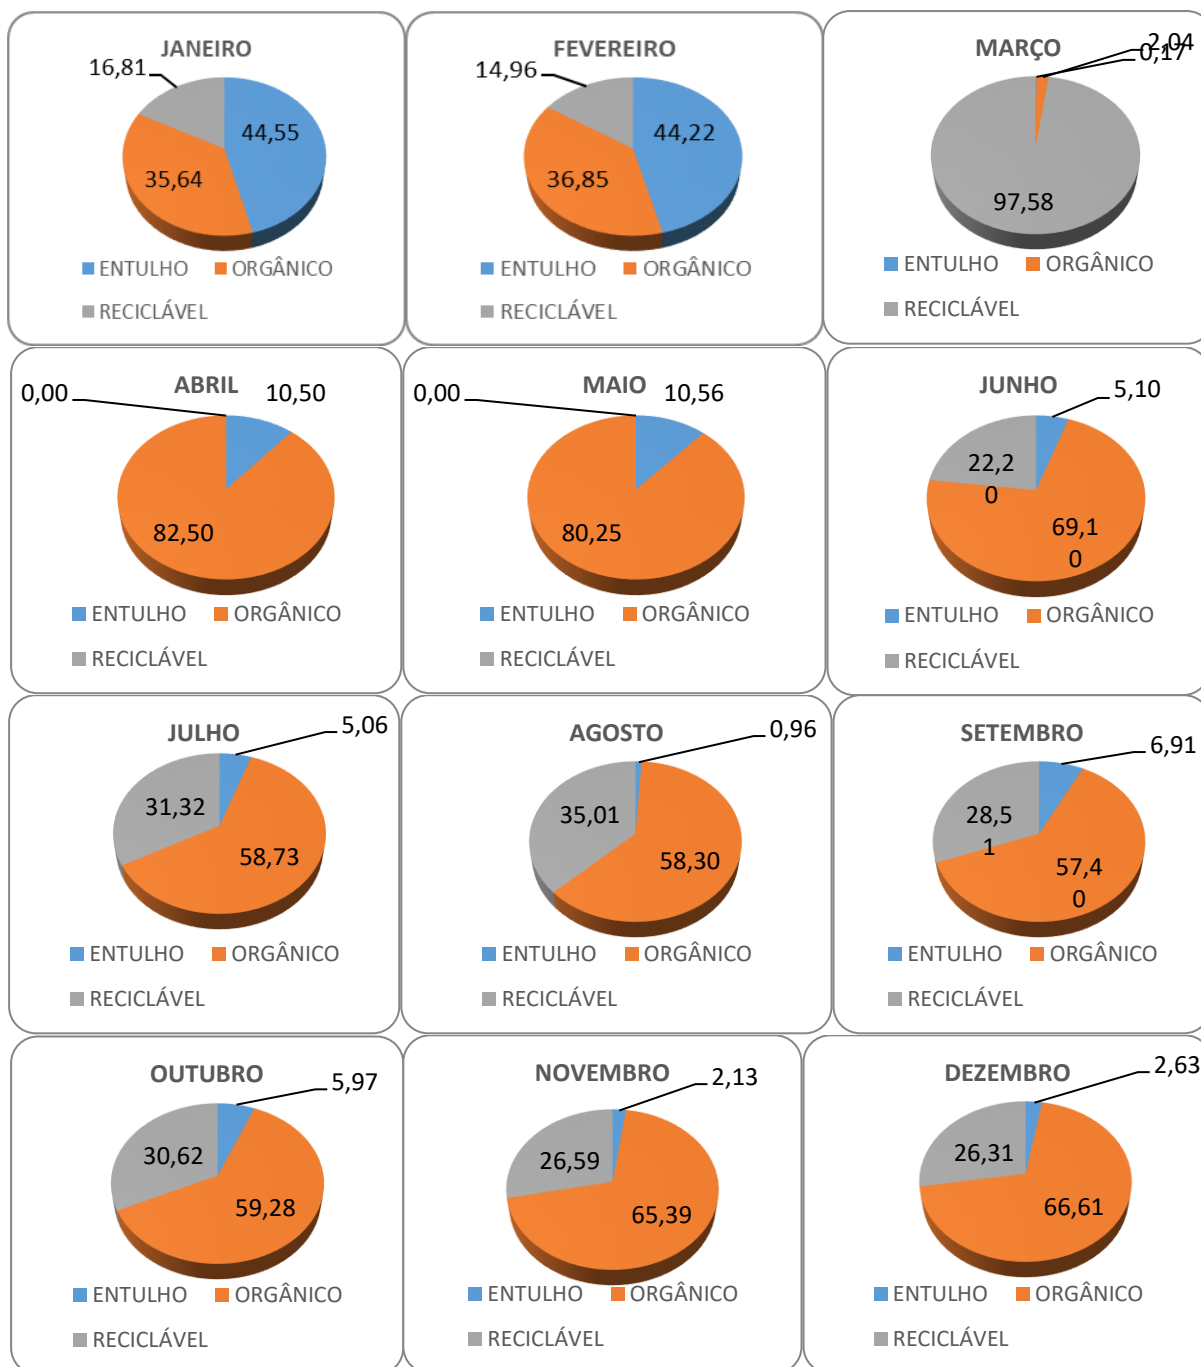 JANEIRO
16,81
44,55
35,64
ENTULHO ORGÂNICO
RECICLÁVEL
FEVEREIRO
14,96
44,22
36,85
ENTULHO ORGÂNICO
RECICLÁVEL
MARÇO
2,04
0,17
97,58
ENTULHO ORGÂNICO
RECICLÁVEL
ABRIL
0,00 10,50
82,50
ENTULHO ORGÂNICO
RECICLÁVEL
MAIO
0,00 10,56
80,25
ENTULHO ORGÂNICO
RECICLÁVEL
JUNHO
5,10
22,2
0
69,1
0
ENTULHO ORGÂNICO
RECICLÁVEL
JULHO
5,06
31,32
58,73
ENTULHO ORGÂNICO
RECICLÁVEL
AGOSTO
0,96
35,01
58,30
ENTULHO ORGÂNICO
RECICLÁVEL
SETEMBRO
6,91
28,5
1
57,4
0
ENTULHO ORGÂNICO
RECICLÁVEL
OUTUBRO
5,97
30,62
59,28
ENTULHO ORGÂNICO
RECICLÁVEL
NOVEMBRO
2,13
26,59
65,39
ENTULHO ORGÂNICO
RECICLÁVEL
DEZEMBRO
2,63
26,31
66,61
ENTULHO ORGÂNICO
RECICLÁVEL